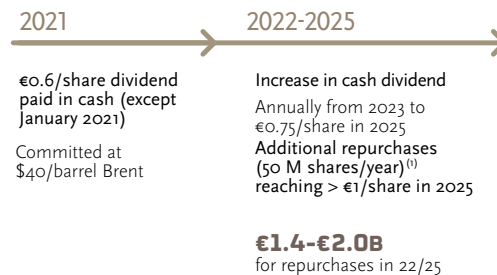 2021
€0.6/share dividend
paid in cash (except
January 2021)
Committed at
$40/barrel Brent
2022-2025
Increase in cash dividend
Annually from 2023 to
€0.75/share in 2025
Additional repurchases
(50 M shares/year)(1)
reaching > €1/share in 2025
€1.4-€2.0B
for repurchases in 22/25